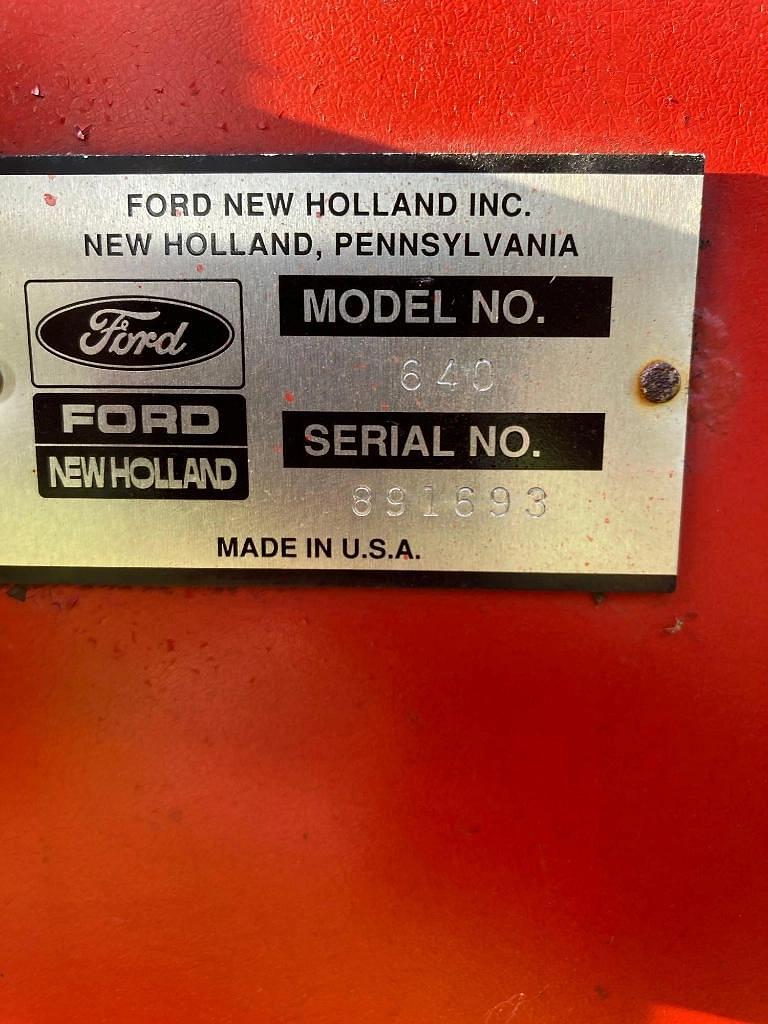 FORD NEW HOLLAND INC.
NEW HOLLAND, PENNSYLVANIA
Ford
FORD
NEW HOLLAND
MODEL NO.
640
SERIAL NO.
891693
MADE IN U.S.A.